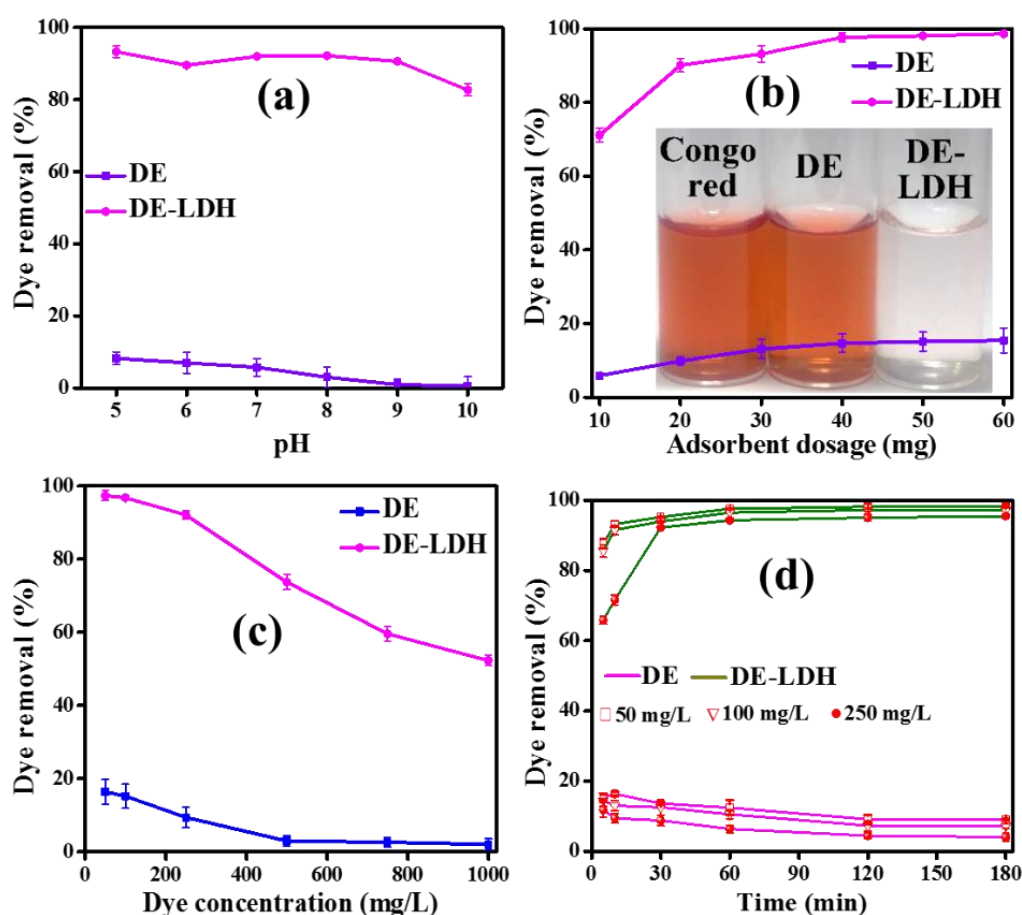 100
80
60
40
20
0
Dye removal (%)
(a)
DE
DE-LDH
5 6 7 8 9 10
pH
100
80
60
40
20
0
Dye removal (%)
(b)
DE
DE-LDH
Congo
red
DE
DE-
LDH
10 20 30 40 50 60
Adsorbent dosage (mg)
100
80
60
40
20
0
Dye removal (%)
(c)
DE
DE-LDH
0 200 400 600 800 1000
Dye concentration (mg/L)
100
80
60
40
20
0
Dye removal (%)
(d)
DE DE-LDH
50 mg/L 100 mg/L 250 mg/L
0 30 60 90 120 150 180
Time (min)